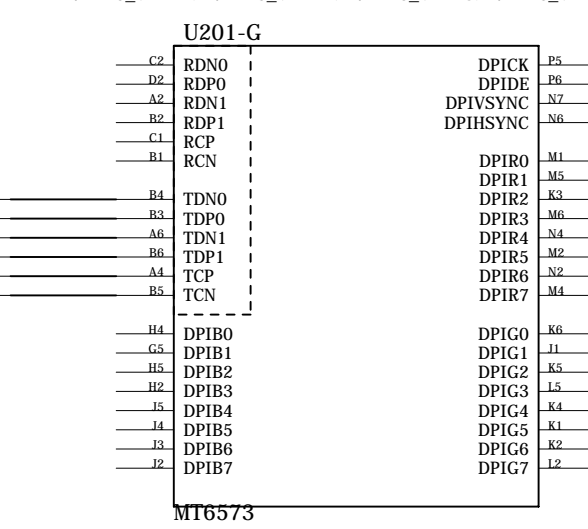 U201-G
C2 RDN0 DPICK P5
D2 RDP0 DPIDE P6
A2 RDN1 DPIVSYNC N7
B2 RDP1 DPIHSYNC N6
C1 RCP
B1 RCN DPIR0 M1
DPIR1 M5
B4 TDN0 DPIR2 K3
B3 TDP0 DPIR3 M6
A6 TDN1 DPIR4 N4
B6 TDP1 DPIR5 M2
A4 TCP DPIR6 N2
B5 TCN DPIR7 M4
H4 DPIB0 DPIG0 K6
G5 DPIB1 DPIG1 J1
H5 DPIB2 DPIG2 K5
H2 DPIB3 DPIG3 L5
J5 DPIB4 DPIG4 K4
J4 DPIB5 DPIG5 K1
J3 DPIB6 DPIG6 K2
J2 DPIB7 DPIG7 L2
MT6573